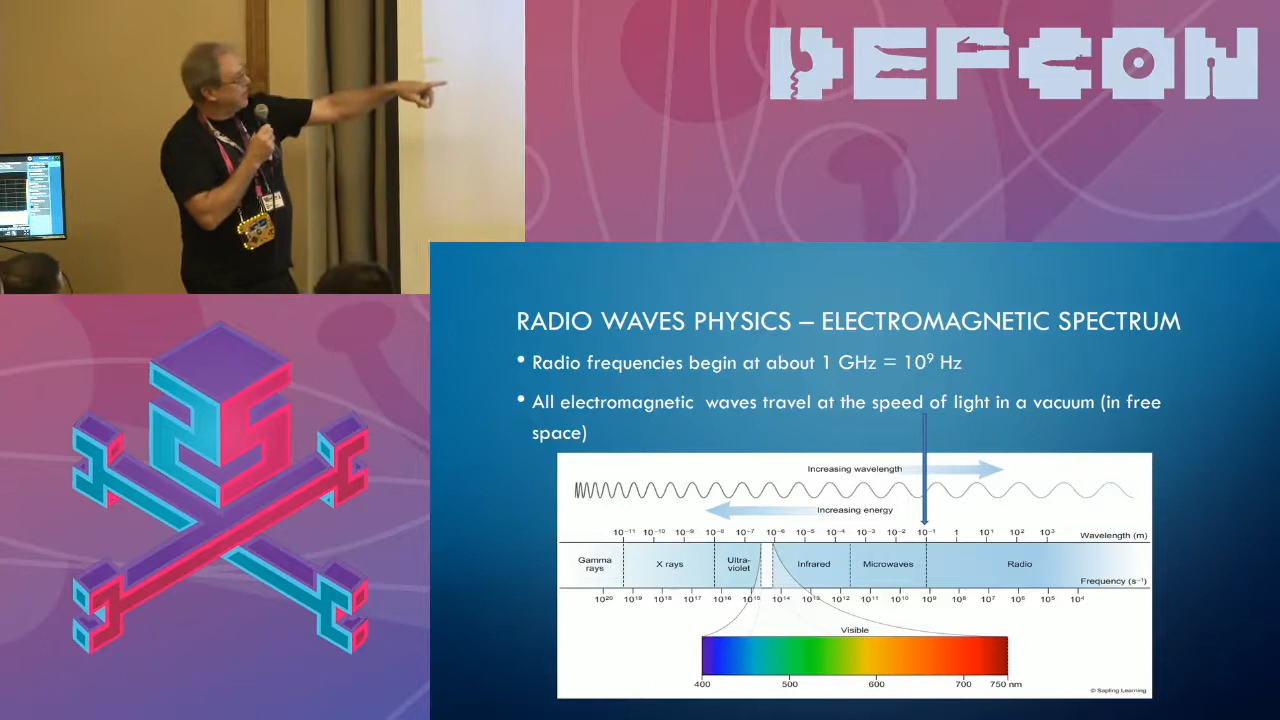 DEFCON
RADIO WAVES PHYSICS – ELECTROMAGNETIC SPECTRUM
• Radio frequencies begin at about 1 GHz = 10⁹ Hz
• All electromagnetic waves travel at the speed of light in a vacuum (in free
space)
Increasing wavelength
Increasing energy
10⁻¹¹ 10⁻¹⁰ 10⁻⁹ 10⁻⁸ 10⁻⁷ 10⁻⁶ 10⁻⁵ 10⁻⁴ 10⁻³ 10⁻² 10⁻¹ 1 10¹ 10² 10³ Wavelength (m)
Gamma
rays
X rays
Ultra-
violet
Infrared
Microwaves
Radio
Frequency (s⁻¹)
10²⁰ 10¹⁹ 10¹⁸ 10¹⁷ 10¹⁶ 10¹⁵ 10¹⁴ 10¹³ 10¹² 10¹¹ 10¹⁰ 10⁹ 10⁸ 10⁷ 10⁶ 10⁵ 10⁴
Visible
400 500 600 700 750 nm
© Sapling Learning